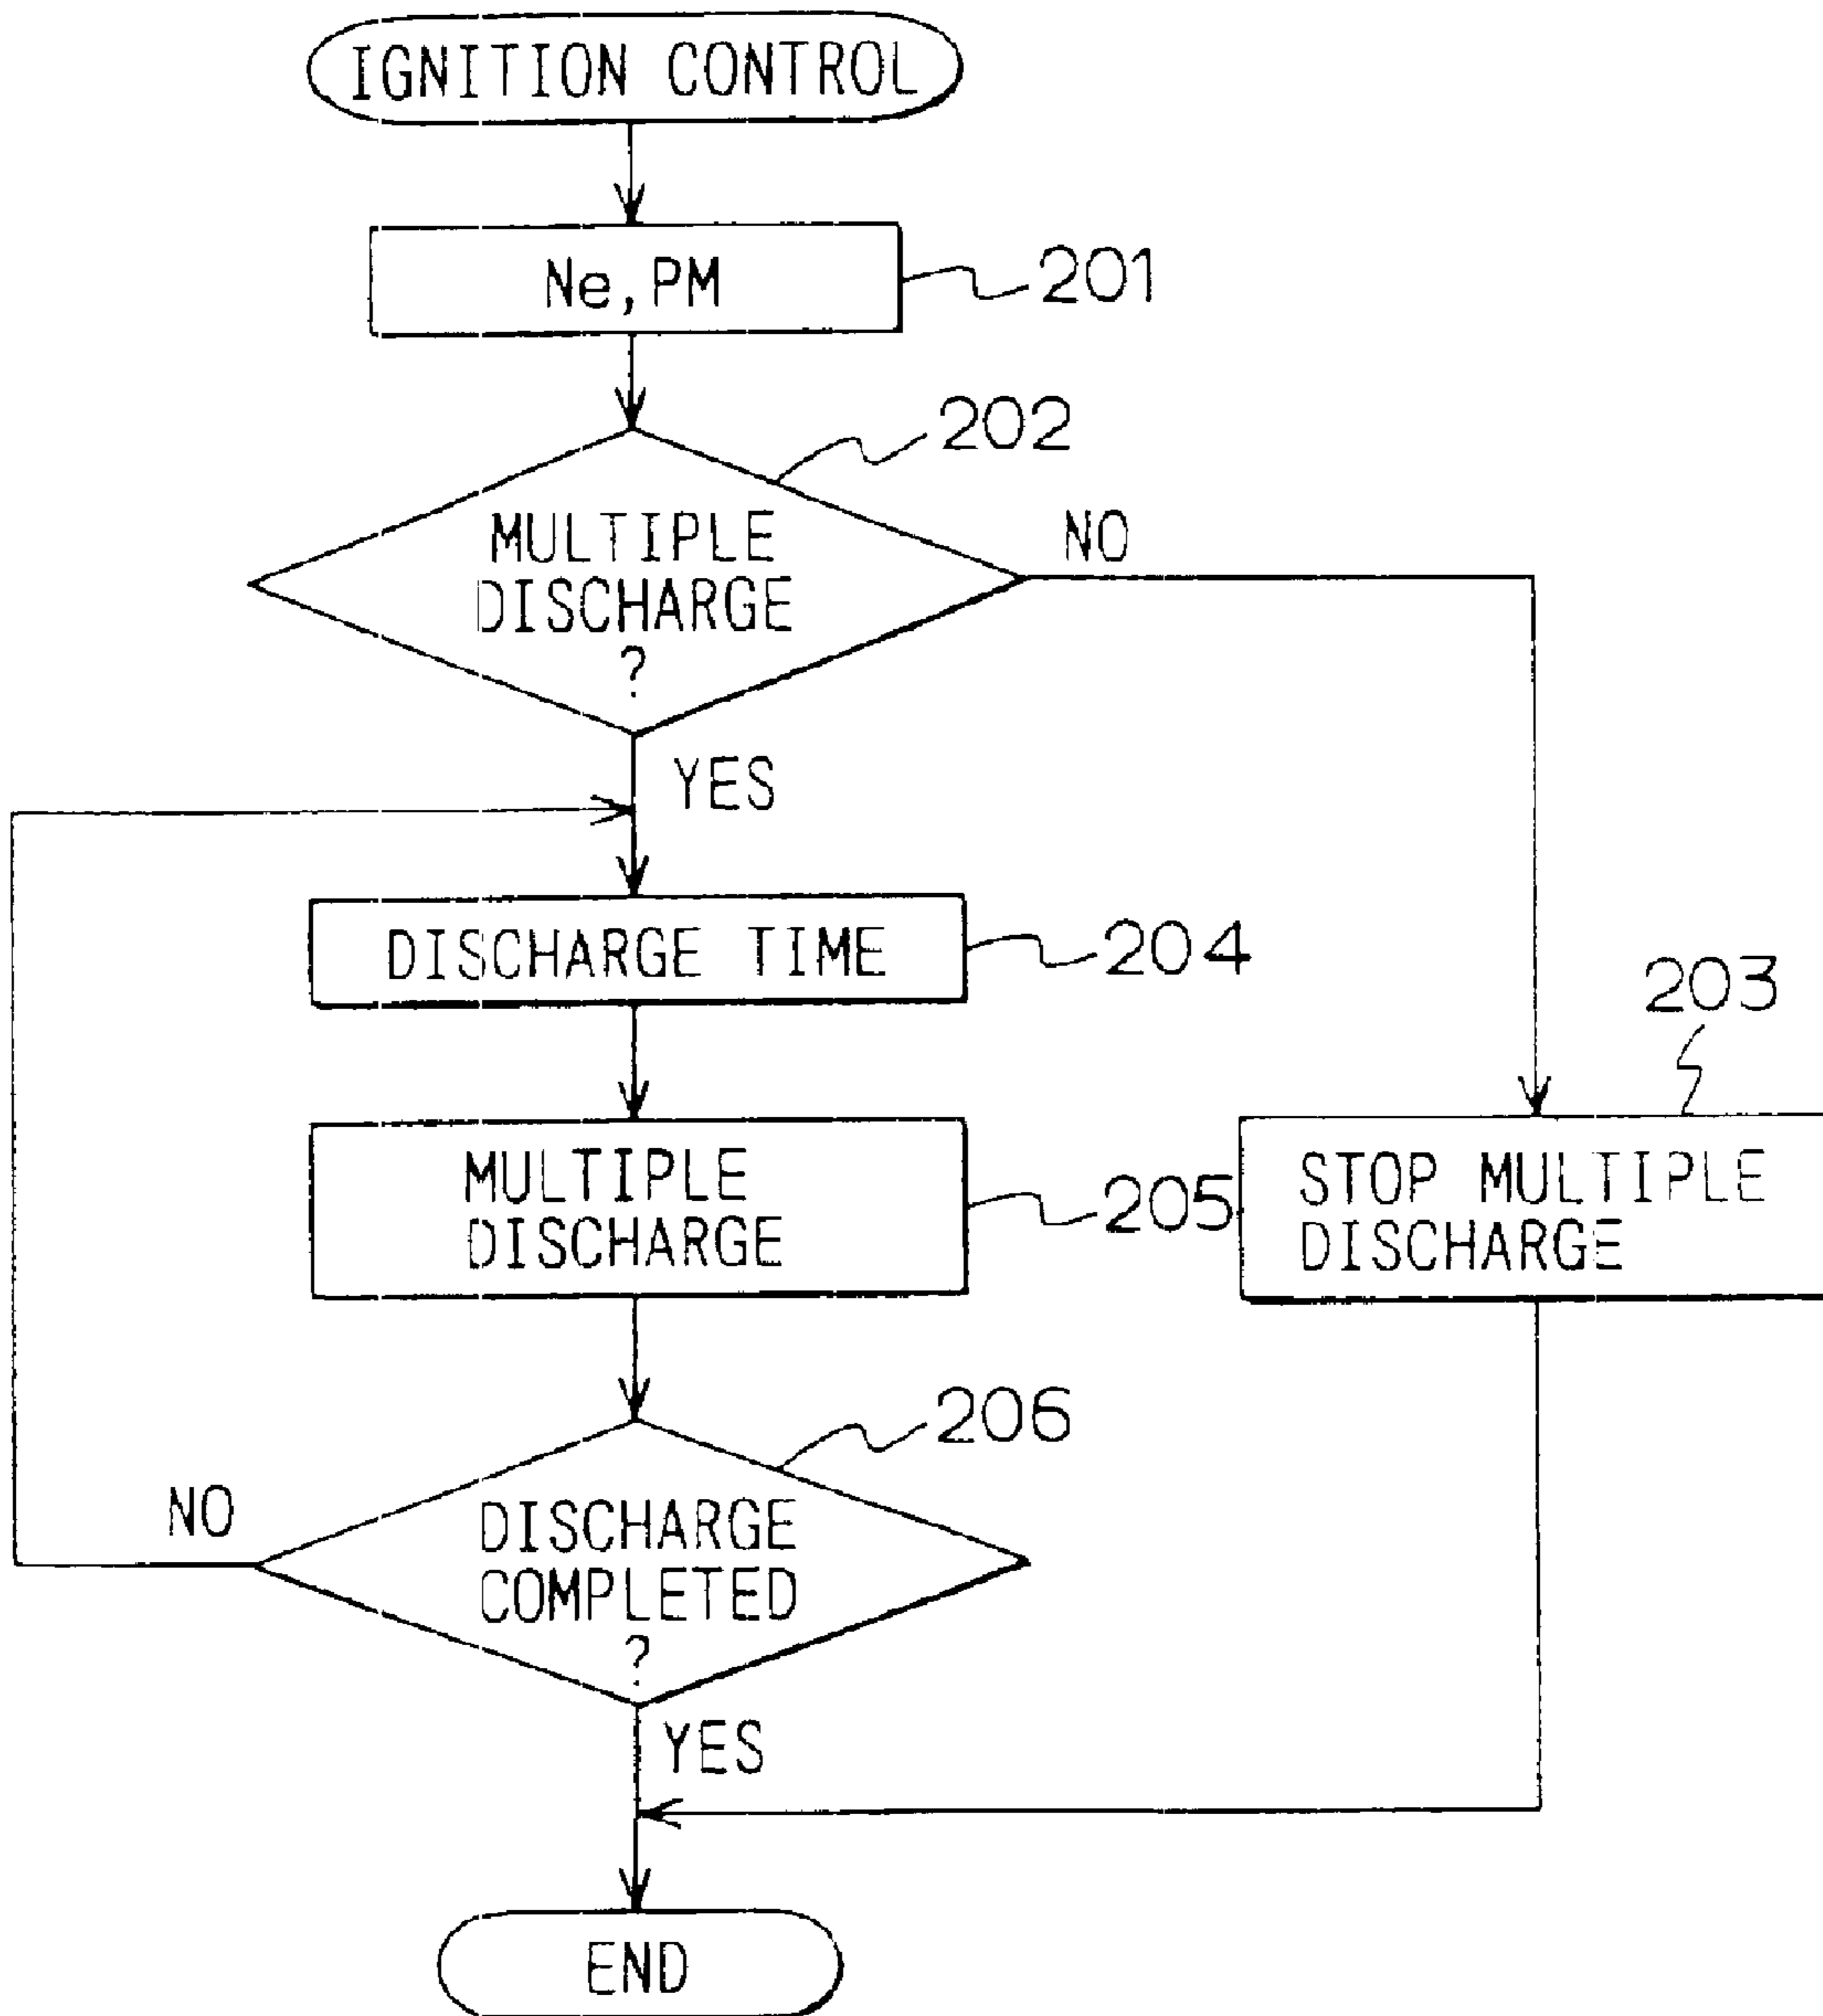 IGNITION CONTROL
Ne, PM
201
202
MULTIPLE
DISCHARGE
?
NO
YES
DISCHARGE TIME
204
203
MULTIPLE
DISCHARGE
205
STOP MULTIPLE
DISCHARGE
206
NO
DISCHARGE
COMPLETED
?
YES
END